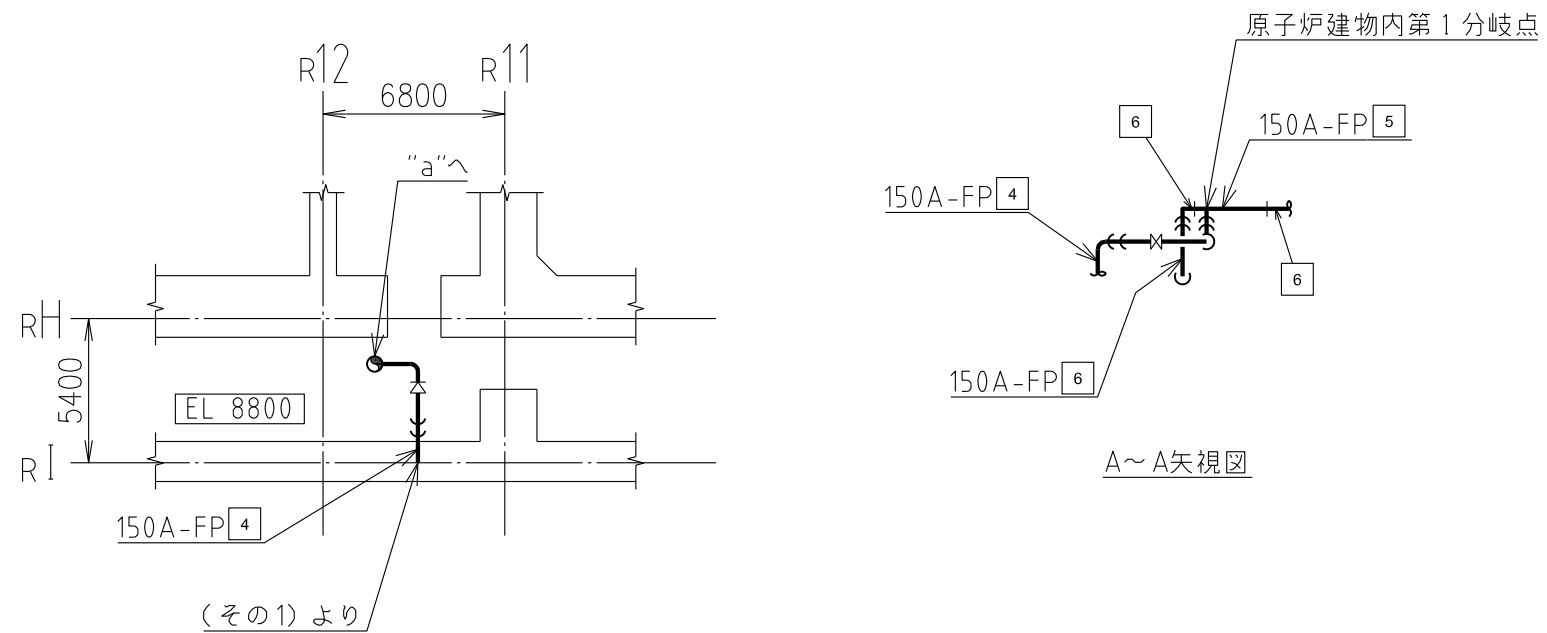 R12
R11
6800
"a"へ
RH
5400
EL 8800
RI
150A-FP 4
(その1)より
原子炉建物内第1分岐点
6
150A-FP 5
150A-FP 4
6
150A-FP 6
A～A矢視図